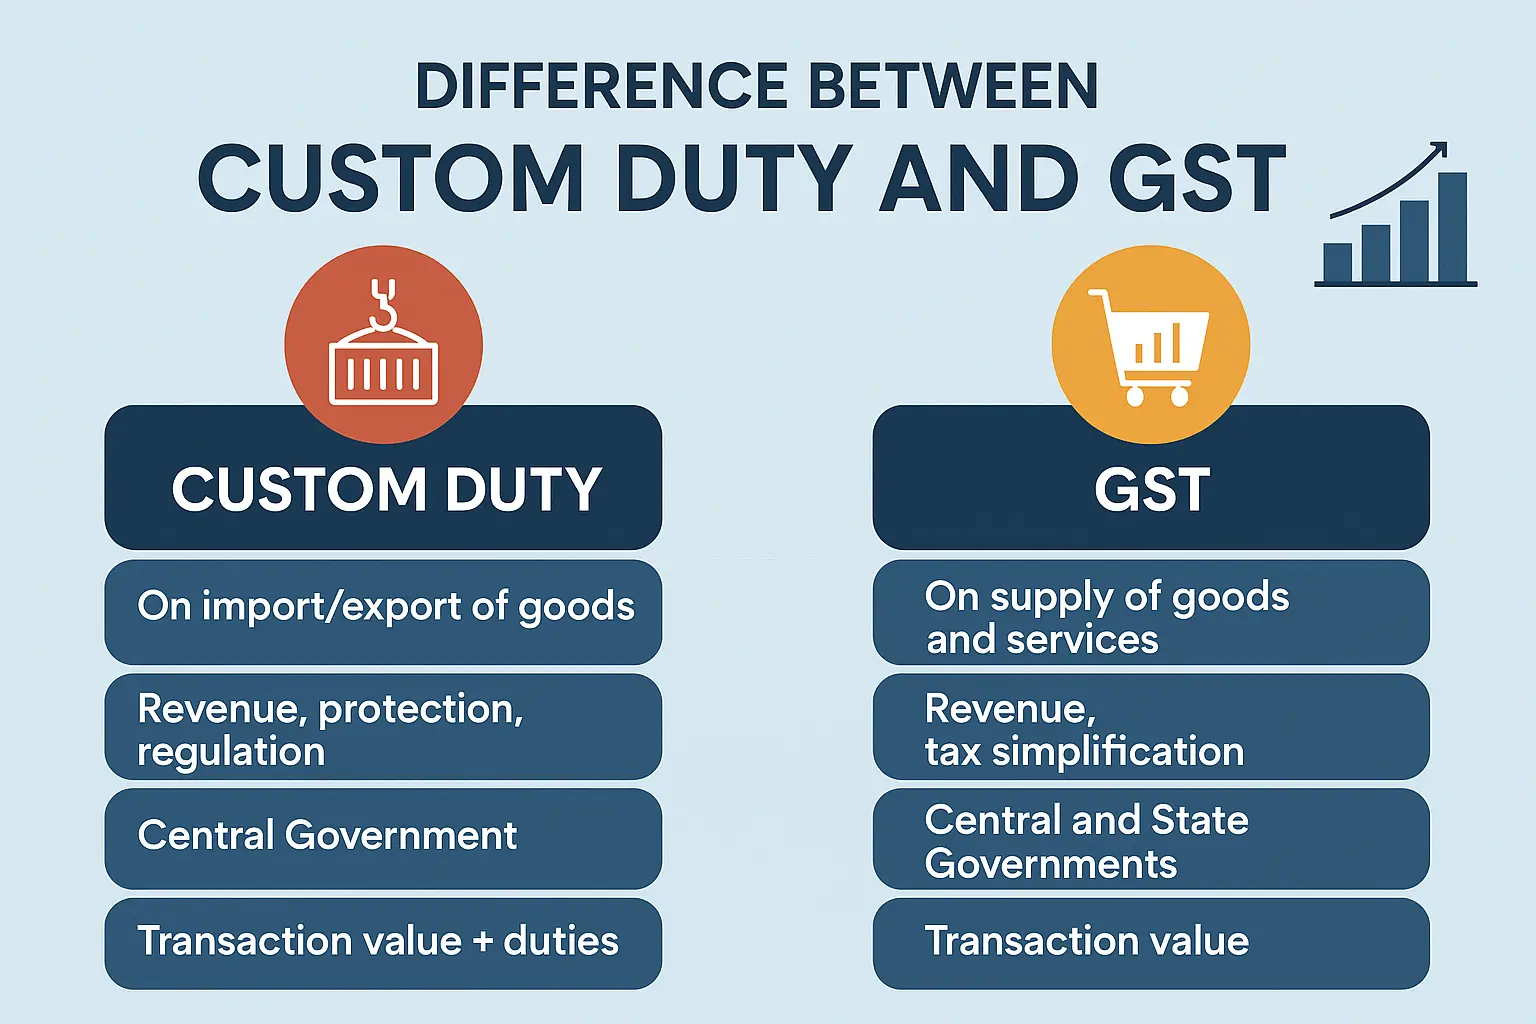 DIFFERENCE BETWEEN
CUSTOM DUTY AND GST
CUSTOM DUTY
On import/export of goods
Revenue, protection,
regulation
Central Government
Transaction value + duties
GST
On supply of goods
and services
Revenue,
tax simplification
Central and State
Governments
Transaction value